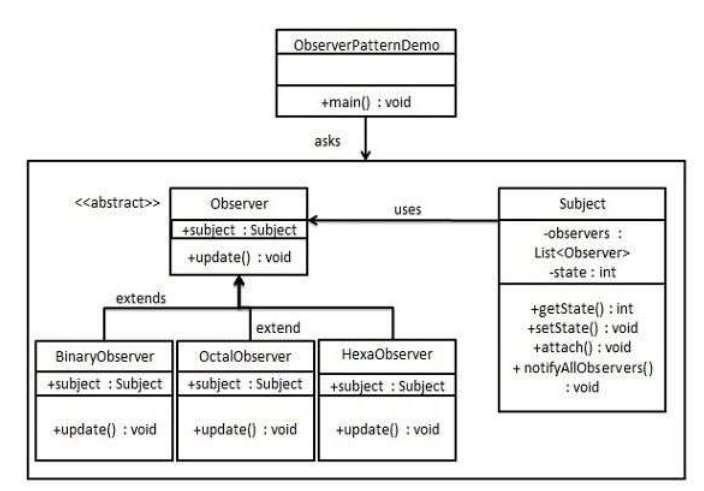 ObserverPatternDemo
+main() : void
asks
<<abstract>>
Observer
+subject : Subject
+update() : void
uses
Subject
-observers :
List<Observer>
-state : int
+getState() : int
+setState() : void
+attach() : void
+ notifyAllObservers()
: void
extends
extend
BinaryObserver
+subject : Subject
+update() : void
OctalObserver
+subject : Subject
+update() : void
HexaObserver
+subject : Subject
+update() : void